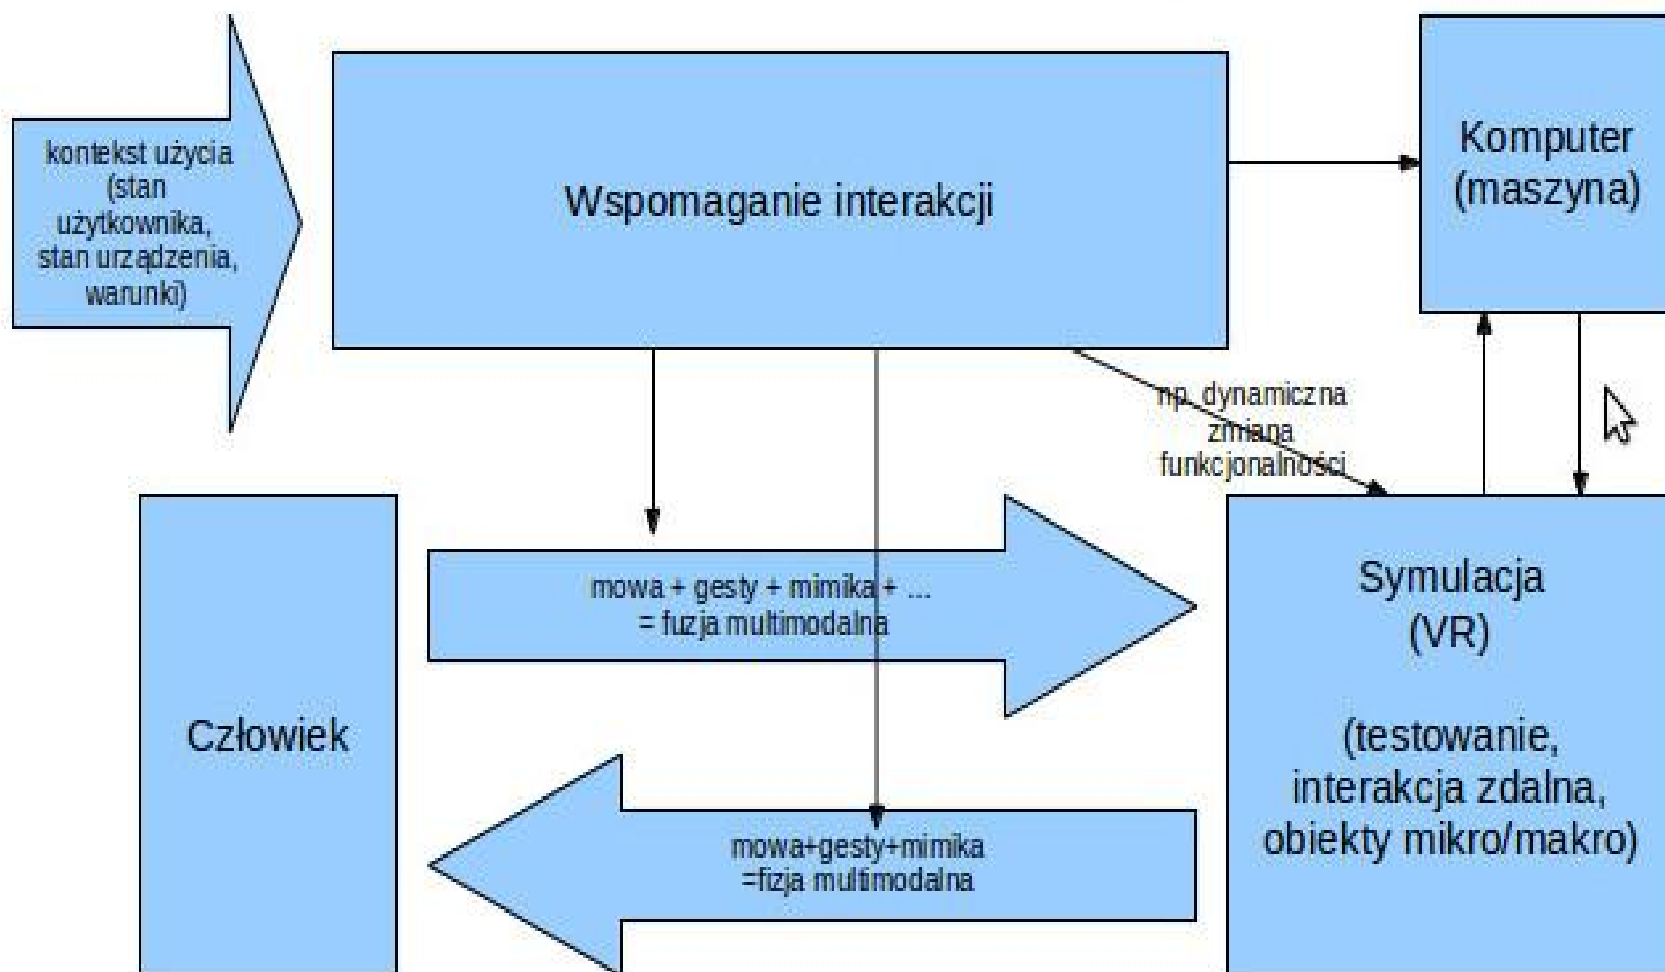 kontekst użycia
(stan
użytkownika,
stan urządzenia,
warunki)
Wspomaganie interakcji
Komputer
(maszyna)
np. dynamiczna
zmiana
funkcjonalności
Człowiek
mowa + gesty + mimika + ...
= fuzja multimodalna
mowa+gesty+mimika
=fizja multimodalna
Symulacja
(VR)
(testowanie,
interakcja zdalna,
obiekty mikro/makro)